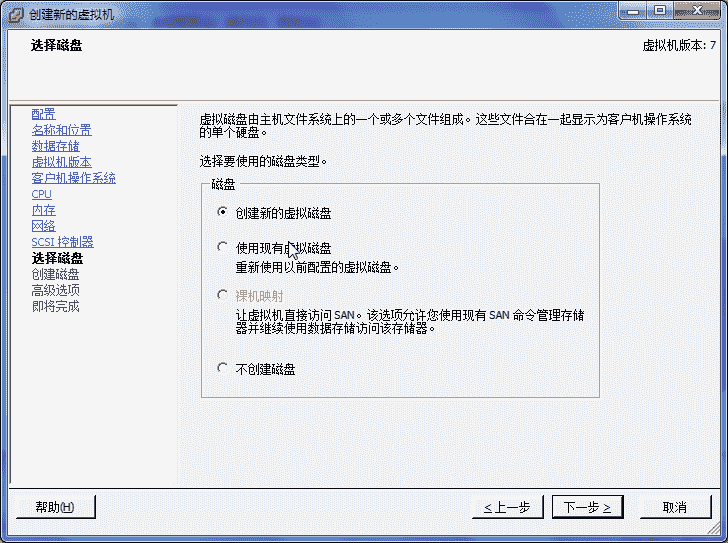 创建新的虚拟机
选择磁盘
虚拟机版本: 7
配置
名称和位置
数据存储
虚拟机版本
客户机操作系统
CPU
内存
网络
SCSI 控制器
选择磁盘
创建磁盘
高级选项
即将完成
虚拟磁盘由主机文件系统上的一个或多个文件组成。这些文件合在一起显示为客户机操作系统
的单个硬盘。
选择要使用的磁盘类型。
磁盘
创建新的虚拟磁盘
使用现有虚拟磁盘
重新使用以前配置的虚拟磁盘。
裸机映射
让虚拟机直接访问 SAN。该选项允许您使用现有 SAN 命令管理存储
器并继续使用数据存储访问该存储器。
不创建磁盘
帮助(H)
< 上一步
下一步 >
取消